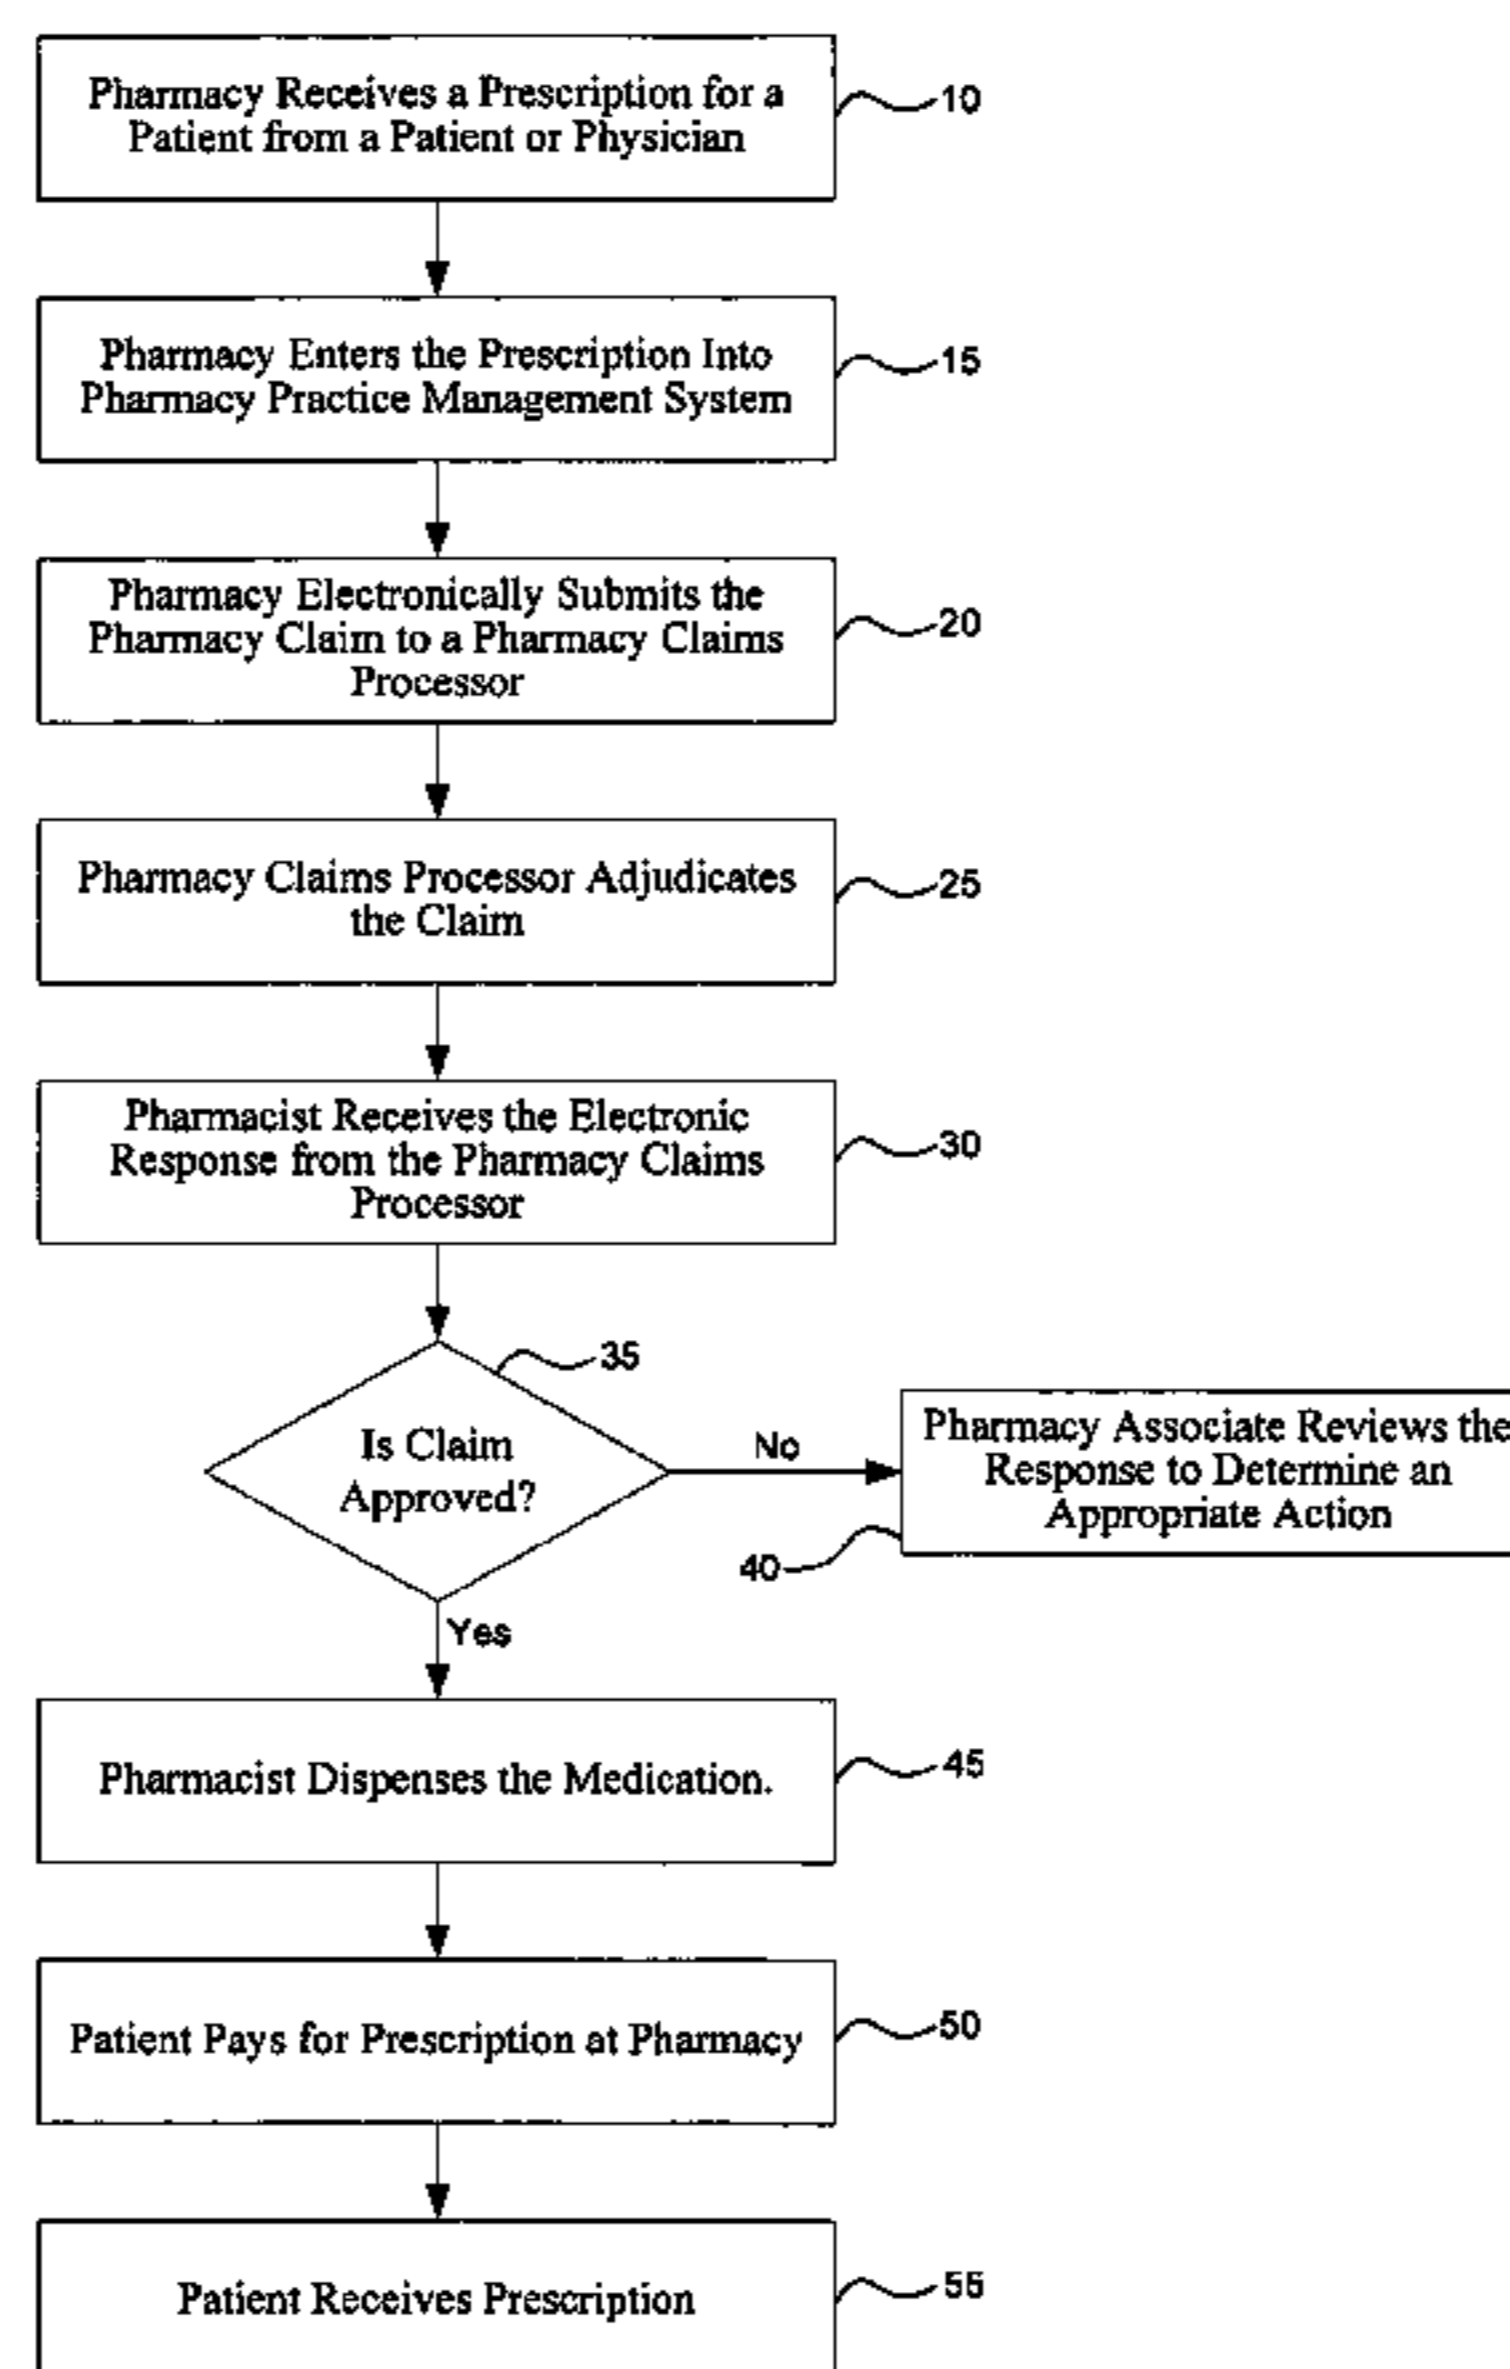 Pharmacy Receives a Prescription for a
Patient from a Patient or Physician
10
Pharmacy Enters the Prescription Into
Pharmacy Practice Management System
15
Pharmacy Electronically Submits the
Pharmacy Claim to a Pharmacy Claims
Processor
20
Pharmacy Claims Processor Adjudicates
the Claim
25
Pharmacist Receives the Electronic
Response from the Pharmacy Claims
Processor
30
35
Is Claim
Approved?
No
Pharmacy Associate Reviews the
Response to Determine an
Appropriate Action
40
Yes
Pharmacist Dispenses the Medication.
45
Patient Pays for Prescription at Pharmacy
50
Patient Receives Prescription
55